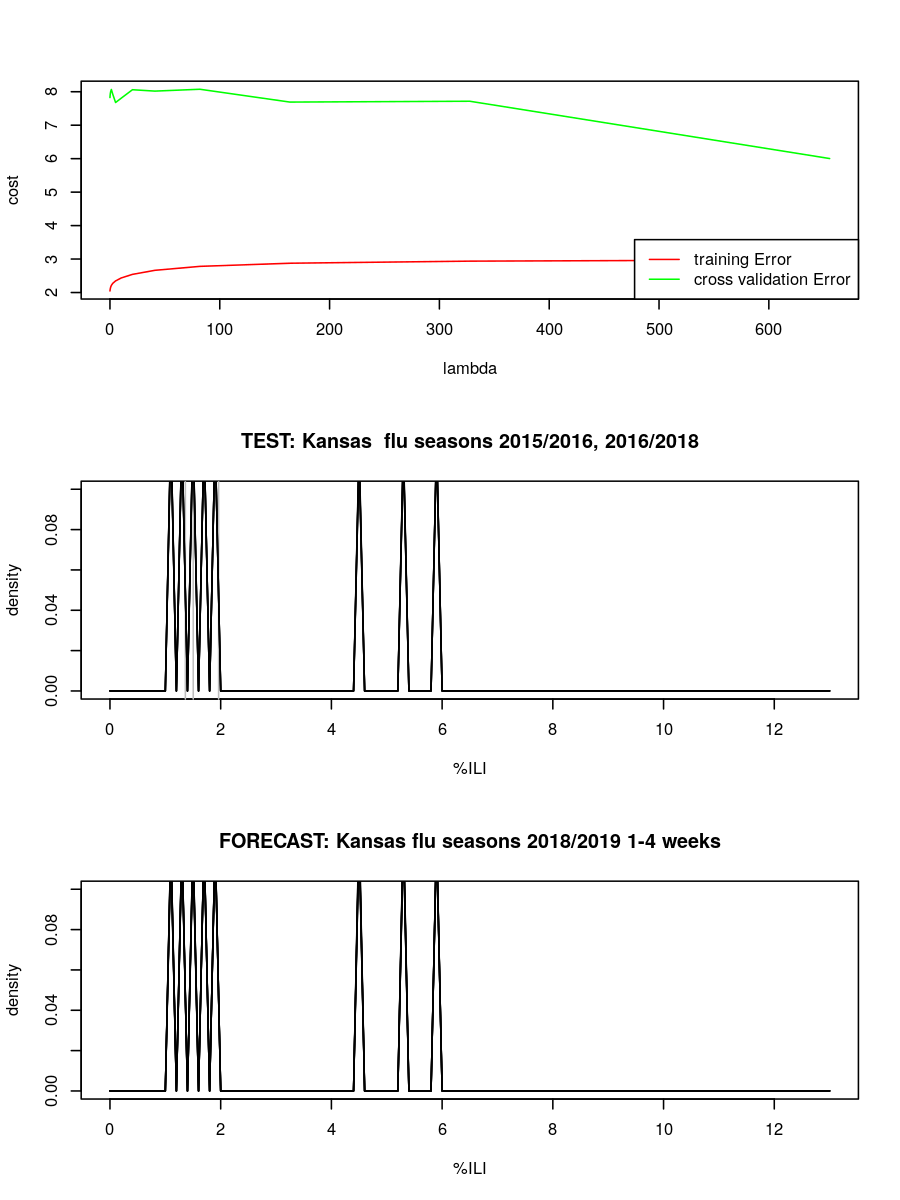 8
7
6
5
4
3
2
cost
training Error
cross validation Error
0 100 200 300 400 500 600
lambda
TEST: Kansas  flu seasons 2015/2016, 2016/2018
0.08
0.04
0.00
density
0 2 4 6 8 10 12
%ILI
FORECAST: Kansas flu seasons 2018/2019 1-4 weeks
0.08
0.04
0.00
density
0 2 4 6 8 10 12
%ILI